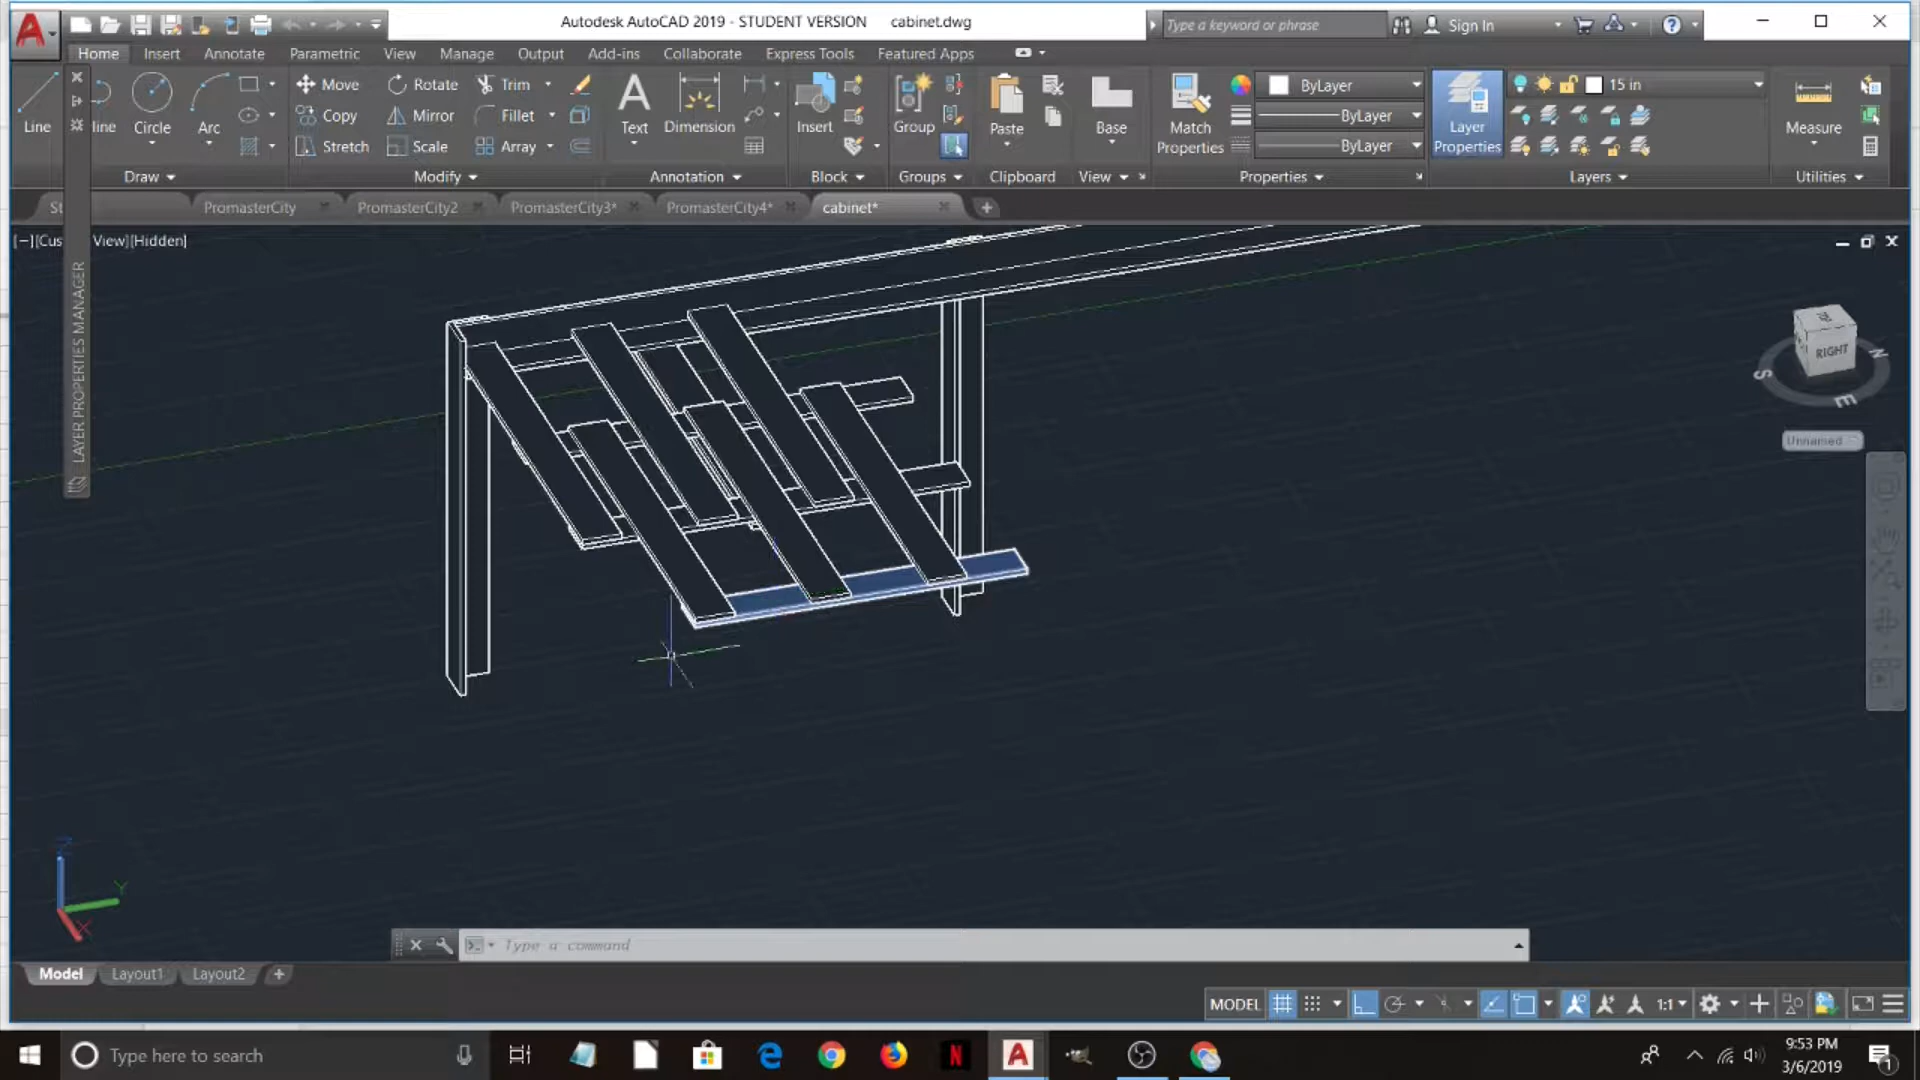 Autodesk AutoCAD 2019 - STUDENT VERSION cabinet.dwg
Type a keyword or phrase
Sign In
Home Insert Annotate Parametric View Manage Output Add-ins Collaborate Express Tools Featured Apps
Line
line
Circle
Arc
Move
Rotate
Trim
Copy
Mirror
Fillet
Stretch
Scale
Array
Text
Dimension
Insert
Group
Paste
Base
Match Properties
ByLayer
ByLayer
ByLayer
Layer Properties
15 in
Measure
Draw
Modify
Annotation
Block
Groups
Clipboard
View
Properties
Layers
Utilities
St
PromasterCity
PromasterCity2
PromasterCity3*
PromasterCity4*
cabinet*
[−][Cus View][Hidden]
LAYER PROPERTIES MANAGER
RIGHT
N
S
E
Unnamed
Z
Y
X
Type a command
Model Layout1 Layout2
MODEL
1:1
Type here to search
9:53 PM
3/6/2019
1